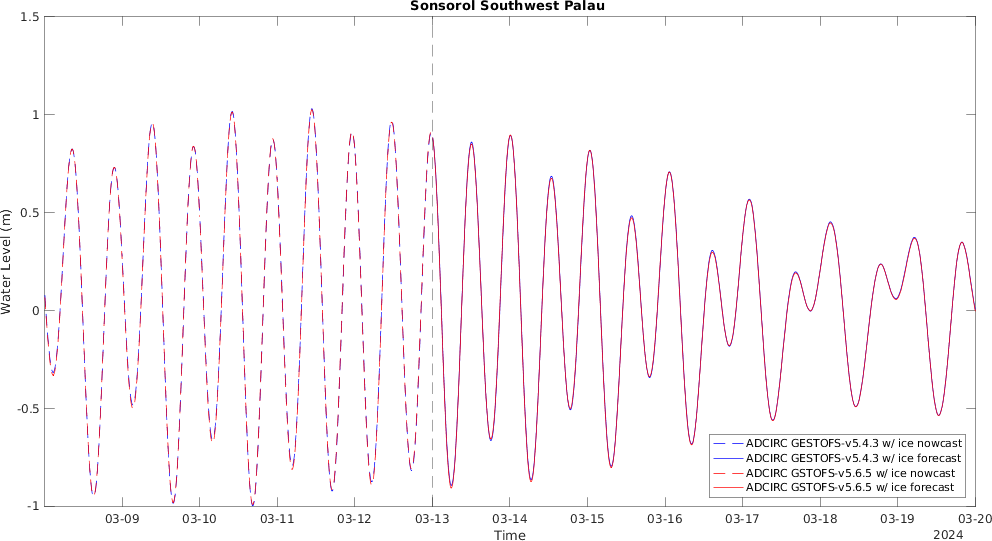 Sonsorol Southwest Palau
1.5
1
0.5
0
-0.5
-1
Water Level (m)
03-09
03-10
03-11
03-12
03-13
03-14
03-15
03-16
03-17
03-18
03-19
03-20
Time
2024
ADCIRC GESTOFS-v5.4.3 w/ ice nowcast
ADCIRC GESTOFS-v5.4.3 w/ ice forecast
ADCIRC GSTOFS-v5.6.5 w/ ice nowcast
ADCIRC GSTOFS-v5.6.5 w/ ice forecast